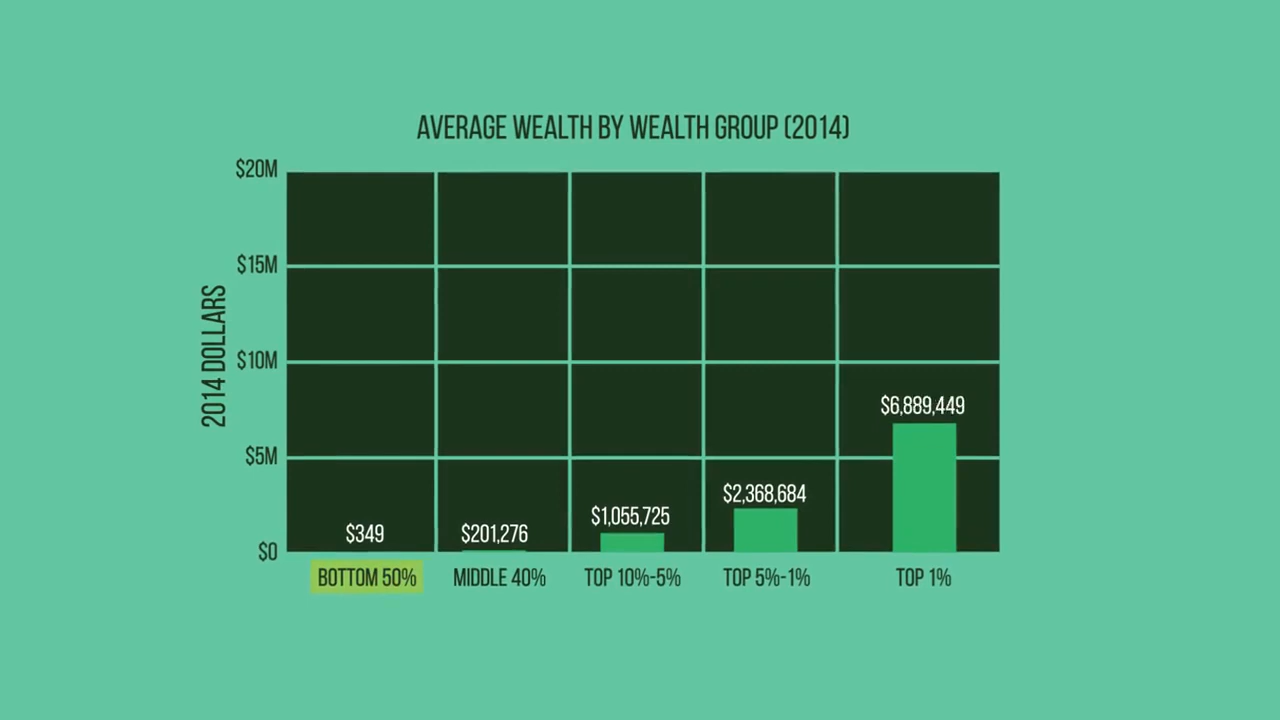 AVERAGE WEALTH BY WEALTH GROUP (2014)
2014 DOLLARS
$20M
$15M
$10M
$5M
$0
$349
$201,276
$1,055,725
$2,368,684
$6,889,449
BOTTOM 50%
MIDDLE 40%
TOP 10%-5%
TOP 5%-1%
TOP 1%